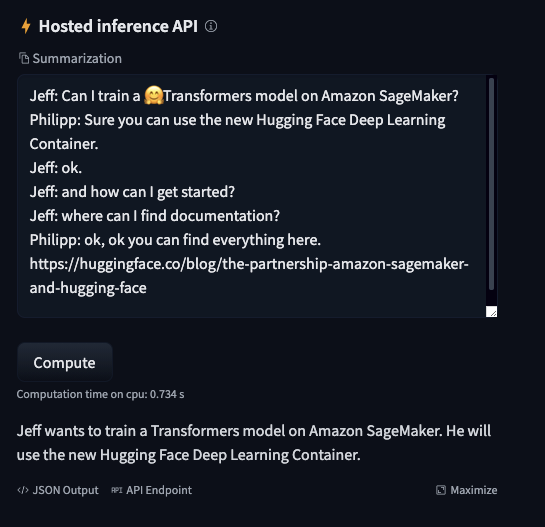 ⚡ Hosted inference API ⓘ
Summarization
Jeff: Can I train a 🤗Transformers model on Amazon SageMaker?
Philipp: Sure you can use the new Hugging Face Deep Learning
Container.
Jeff: ok.
Jeff: and how can I get started?
Jeff: where can I find documentation?
Philipp: ok, ok you can find everything here.
https://huggingface.co/blog/the-partnership-amazon-sagemaker-
and-hugging-face
Compute
Computation time on cpu: 0.734 s
Jeff wants to train a Transformers model on Amazon SageMaker. He will
use the new Hugging Face Deep Learning Container.
</> JSON Output API API Endpoint Maximize